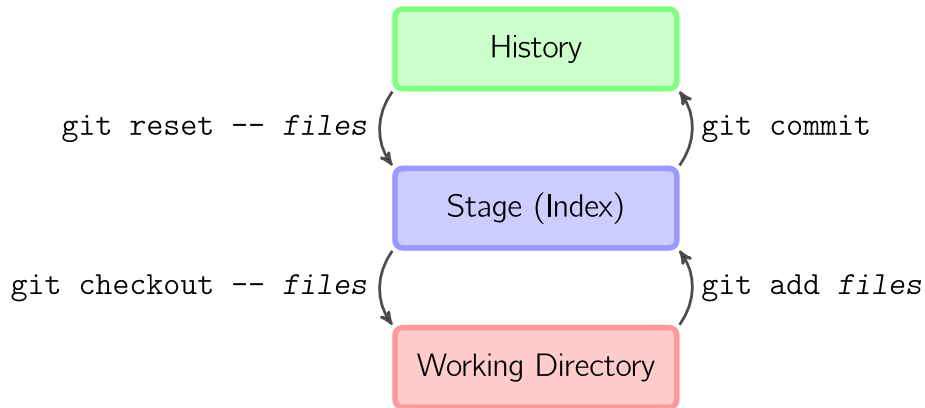 History
git reset -- files
git commit
Stage (Index)
git checkout -- files
git add files
Working Directory